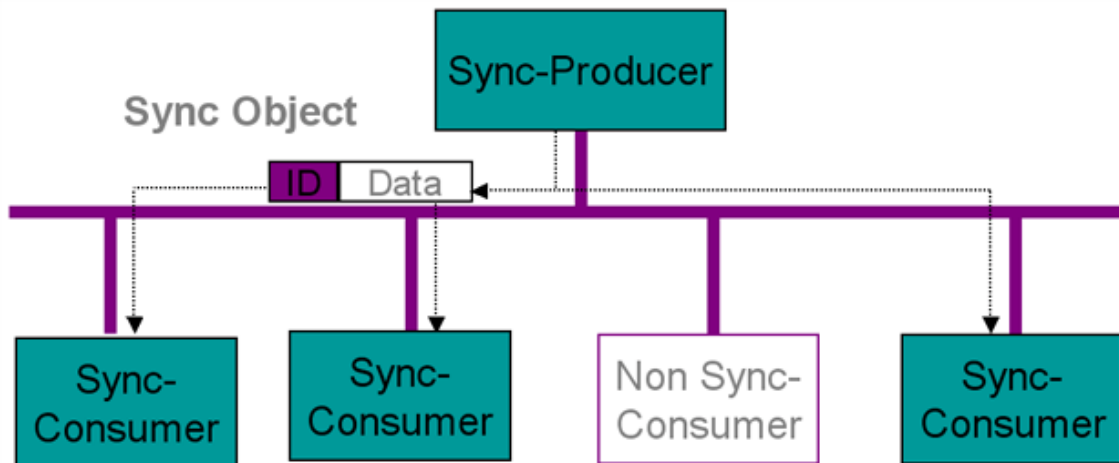 Sync-Producer
Sync Object
ID
Data
Sync-
Consumer
Sync-
Consumer
Non Sync-
Consumer
Sync-
Consumer